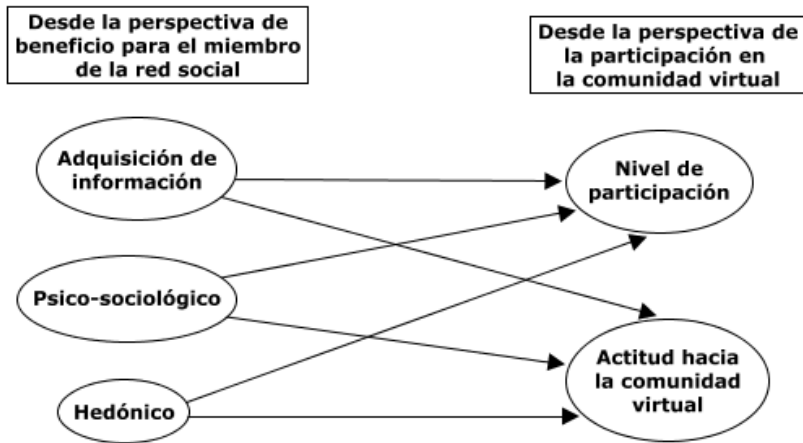 Desde la perspectiva de
beneficio para el miembro
de la red social
Desde la perspectiva de
la participación en
la comunidad virtual
Adquisición de
información
Nivel de
participación
Psico-sociológico
Actitud hacia
la comunidad
virtual
Hedónico